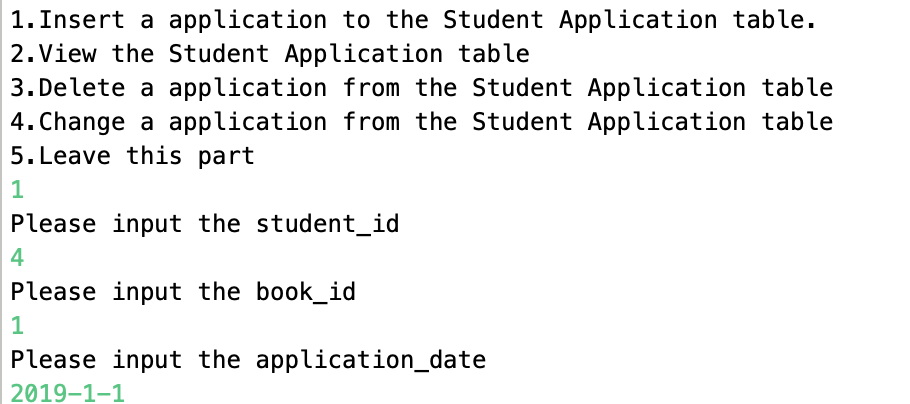 1.Insert a application to the Student Application table.
2.View the Student Application table
3.Delete a application from the Student Application table
4.Change a application from the Student Application table
5.Leave this part
1
Please input the student_id
4
Please input the book_id
1
Please input the application_date
2019-1-1